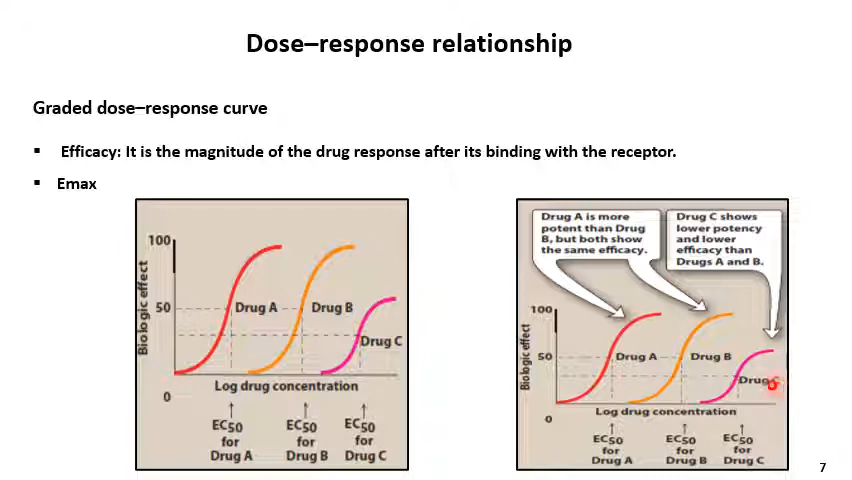 Dose–response relationship
Graded dose–response curve
▪ Efficacy: It is the magnitude of the drug response after its binding with the receptor.
▪ Emax
100
50
0
Biologic effect
Drug A
Drug B
Drug C
Log drug concentration
EC50
for
Drug A
EC50
for
Drug B
EC50
for
Drug C
Drug A is more
potent than Drug
B, but both show
the same efficacy.
Drug C shows
lower potency
and lower
efficacy than
Drugs A and B.
100
50
0
Biologic effect
Drug A
Drug B
Drug
Log drug concentration
EC50
for
Drug A
EC50
for
Drug B
EC50
for
Drug C
7